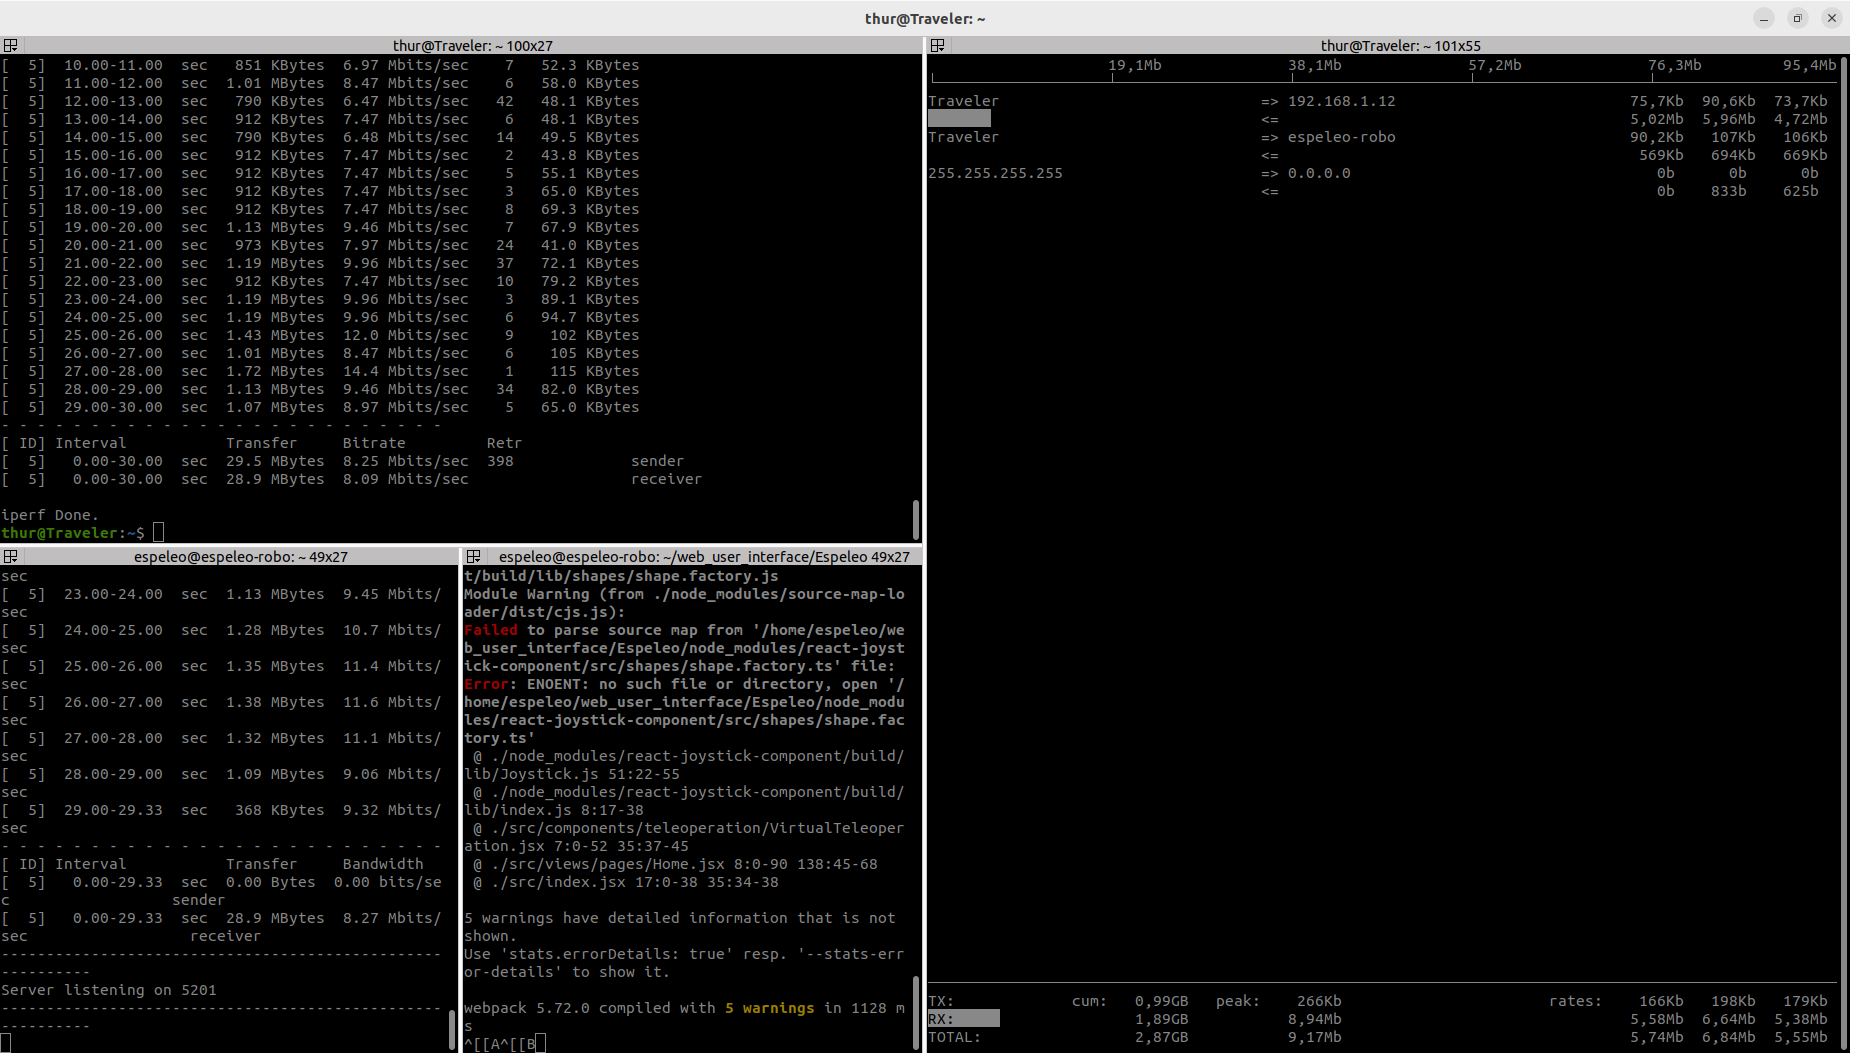 thur@Traveler: ~
thur@Traveler: ~ 100x27
[  5]  10.00-11.00  sec   851 KBytes  6.97 Mbits/sec    7   52.3 KBytes
[  5]  11.00-12.00  sec  1.01 MBytes  8.47 Mbits/sec    6   58.0 KBytes
[  5]  12.00-13.00  sec   790 KBytes  6.47 Mbits/sec   42   48.1 KBytes
[  5]  13.00-14.00  sec   912 KBytes  7.47 Mbits/sec    6   48.1 KBytes
[  5]  14.00-15.00  sec   790 KBytes  6.48 Mbits/sec   14   49.5 KBytes
[  5]  15.00-16.00  sec   912 KBytes  7.47 Mbits/sec    2   43.8 KBytes
[  5]  16.00-17.00  sec   912 KBytes  7.47 Mbits/sec    5   55.1 KBytes
[  5]  17.00-18.00  sec   912 KBytes  7.47 Mbits/sec    3   65.0 KBytes
[  5]  18.00-19.00  sec   912 KBytes  7.47 Mbits/sec    8   69.3 KBytes
[  5]  19.00-20.00  sec  1.13 MBytes  9.46 Mbits/sec    7   67.9 KBytes
[  5]  20.00-21.00  sec   973 KBytes  7.97 Mbits/sec   24   41.0 KBytes
[  5]  21.00-22.00  sec  1.19 MBytes  9.96 Mbits/sec   37   72.1 KBytes
[  5]  22.00-23.00  sec   912 KBytes  7.47 Mbits/sec   10   79.2 KBytes
[  5]  23.00-24.00  sec  1.19 MBytes  9.96 Mbits/sec    3   89.1 KBytes
[  5]  24.00-25.00  sec  1.19 MBytes  9.96 Mbits/sec    6   94.7 KBytes
[  5]  25.00-26.00  sec  1.43 MBytes  12.0 Mbits/sec    9    102 KBytes
[  5]  26.00-27.00  sec  1.01 MBytes  8.47 Mbits/sec    6    105 KBytes
[  5]  27.00-28.00  sec  1.72 MBytes  14.4 Mbits/sec    1    115 KBytes
[  5]  28.00-29.00  sec  1.13 MBytes  9.46 Mbits/sec   34   82.0 KBytes
[  5]  29.00-30.00  sec  1.07 MBytes  8.97 Mbits/sec    5   65.0 KBytes
- - - - - - - - - - - - - - - - - - - - - - - - -
[ ID] Interval           Transfer     Bitrate         Retr
[  5]   0.00-30.00  sec  29.5 MBytes  8.25 Mbits/sec  398             sender
[  5]   0.00-30.00  sec  28.9 MBytes  8.09 Mbits/sec                  receiver
iperf Done.
thur@Traveler:~$
espeleo@espeleo-robo: ~ 49x27
sec
[  5]  23.00-24.00  sec  1.13 MBytes  9.45 Mbits/
sec
[  5]  24.00-25.00  sec  1.28 MBytes  10.7 Mbits/
sec
[  5]  25.00-26.00  sec  1.35 MBytes  11.4 Mbits/
sec
[  5]  26.00-27.00  sec  1.38 MBytes  11.6 Mbits/
sec
[  5]  27.00-28.00  sec  1.32 MBytes  11.1 Mbits/
sec
[  5]  28.00-29.00  sec  1.09 MBytes  9.06 Mbits/
sec
[  5]  29.00-29.33  sec   368 KBytes  9.32 Mbits/
sec
- - - - - - - - - - - - - - - - - - - - - - - - -
[ ID] Interval           Transfer     Bandwidth
[  5]   0.00-29.33  sec  0.00 Bytes  0.00 bits/se
c                  sender
[  5]   0.00-29.33  sec  28.9 MBytes  8.27 Mbits/
sec                  receiver
-------------------------------------------------
----------
Server listening on 5201
-------------------------------------------------
----------
espeleo@espeleo-robo: ~/web_user_interface/Espeleo 49x27
t/build/lib/shapes/shape.factory.js
Module Warning (from ./node_modules/source-map-lo
ader/dist/cjs.js):
Failed to parse source map from '/home/espeleo/we
b_user_interface/Espeleo/node_modules/react-joyst
ick-component/src/shapes/shape.factory.ts' file:
Error: ENOENT: no such file or directory, open '/
home/espeleo/web_user_interface/Espeleo/node_modu
les/react-joystick-component/src/shapes/shape.fac
tory.ts'
@ ./node_modules/react-joystick-component/build/
lib/Joystick.js 51:22-55
@ ./node_modules/react-joystick-component/build/
lib/index.js 8:17-38
@ ./src/components/teleoperation/VirtualTeleoper
ation.jsx 7:0-52 35:37-45
@ ./src/views/pages/Home.jsx 8:0-90 138:45-68
@ ./src/index.jsx 17:0-38 35:34-38
5 warnings have detailed information that is not
shown.
Use 'stats.errorDetails: true' resp. '--stats-err
or-details' to show it.
webpack 5.72.0 compiled with 5 warnings in 1128 m
s
^[[A^[[B
thur@Traveler: ~ 101x55
19,1Mb 38,1Mb 57,2Mb 76,3Mb 95,4Mb
Traveler => 192.168.1.12 75,7Kb 90,6Kb 73,7Kb
<= 5,02Mb 5,96Mb 4,72Mb
Traveler => espeleo-robo 90,2Kb 107Kb 106Kb
<= 569Kb 694Kb 669Kb
255.255.255.255 => 0.0.0.0 0b 0b 0b
<= 0b 833b 625b
TX: cum: 0,99GB peak: 266Kb rates: 166Kb 198Kb 179Kb
RX: 1,89GB 8,94Mb 5,58Mb 6,64Mb 5,38Mb
TOTAL: 2,87GB 9,17Mb 5,74Mb 6,84Mb 5,55Mb